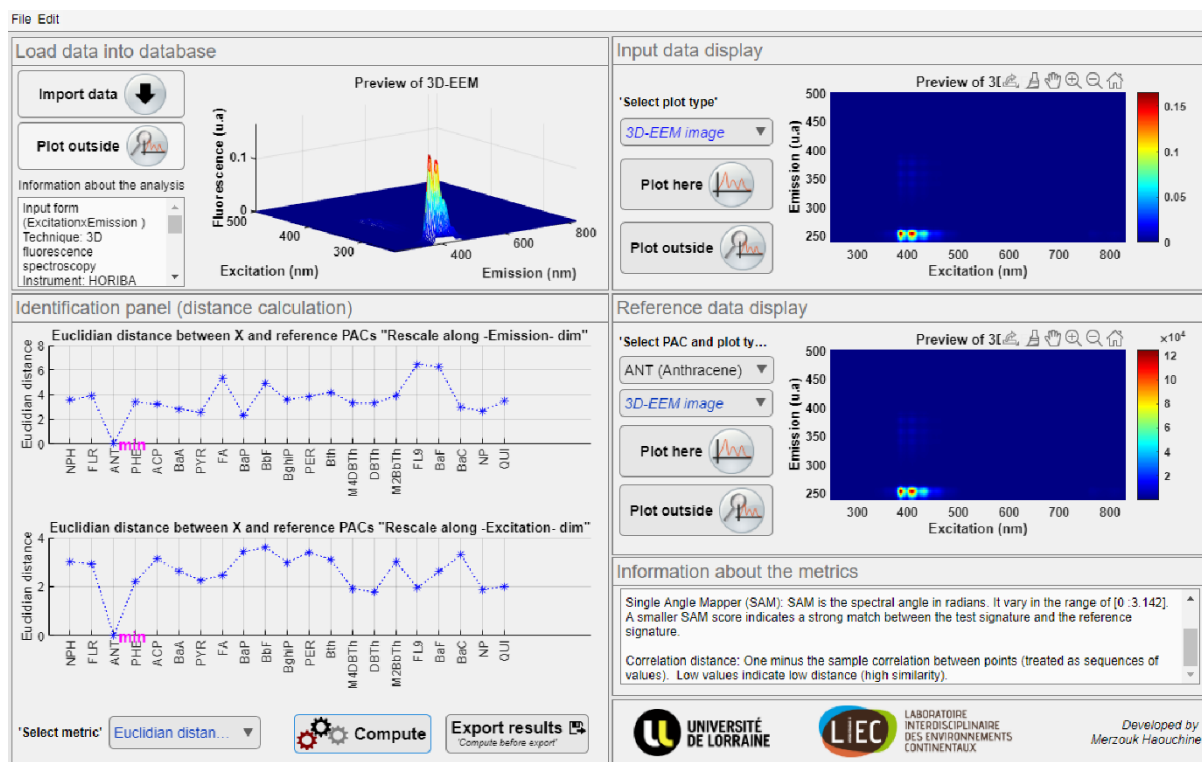 File Edit
Load data into database
Import data
Plot outside
Information about the analysis
Input form
(ExcitationxEmission )
Technique: 3D
fluorescence
spectroscopy
Instrument: HORIBA
Preview of 3D-EEM
Fluorescence (u.a)
0.1
0
500
400
300
Excitation (nm)
400
600
800
Emission (nm)
Input data display
'Select plot type'
3D-EEM image
Plot here
Plot outside
Preview of 3D
Emission (u.a)
500
450
400
350
300
250
300
400
500
600
700
800
Excitation (nm)
0.15
0.1
0.05
0
Identification panel (distance calculation)
Euclidian distance between X and reference PACs "Rescale along -Emission- dim"
Euclidian distance
8
6
4
2
0
min
NPH
FLR
ANT
PHE
ACP
BaA
PYR
FA
BaP
BbF
BghiP
PER
Bth
M4DBTh
DBTh
M2BbTh
FL9
BaF
BaC
NP
QUI
Euclidian distance between X and reference PACs "Rescale along -Excitation- dim"
Euclidian distance
4
2
0
min
NPH
FLR
ANT
PHE
ACP
BaA
PYR
FA
BaP
BbF
BghiP
PER
Bth
M4DBTh
DBTh
M2BbTh
FL9
BaF
BaC
NP
QUI
'Select metric'
Euclidian distan...
Compute
Export results
'Compute before export'
Reference data display
'Select PAC and plot ty...
ANT (Anthracene)
3D-EEM image
Plot here
Plot outside
Preview of 3D
Emission (u.a)
500
450
400
350
300
250
300
400
500
600
700
800
Excitation (nm)
×10⁴
12
10
8
6
4
2
Information about the metrics
Single Angle Mapper (SAM): SAM is the spectral angle in radians. It vary in the range of [0 :3.142].
A smaller SAM score indicates a strong match between the test signature and the reference
signature.
Correlation distance: One minus the sample correlation between points (treated as sequences of
values). Low values indicate low distance (high similarity).
UNIVERSITÉ
DE LORRAINE
LIEC
LABORATOIRE
INTERDISCIPLINAIRE
DES ENVIRONNEMENTS
CONTINENTAUX
Developed by
Merzouk Haouchine